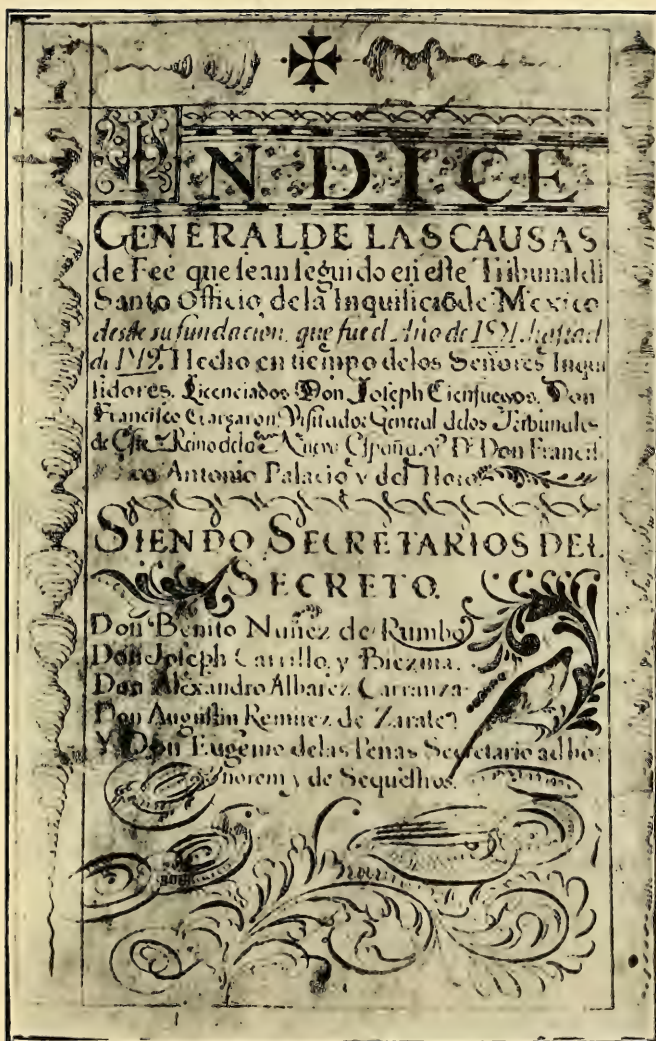 INDICE
GENERAL DE LAS CAUSAS
de Fee que se an seguido en este Tribunal dl
Santo Officio, de la Inquisiciõ de Mexico
desde su fundacion, que fue el Año de 1571. hasta el
de 1719. Hecho en tiempo de los Señores Inqui
sidores. Licenciados Don Joseph Cienfuegos. Don
Francisco Garzaron, Visitador General de los Tribunales
de Este Reino de la Nueva España, y Dr. Don Francis
co Antonio Palacio y del Hoio
SIENDO SECRETARIOS DEL
SECRETO.
Don Benito Nuñez de Rumbo
Don Joseph Carrillo, y Biezma.
Don Alexandro Albarez Carranza
Don Augustin Remirez de Zarate
Y Don Eugenio de las Peñas Secretario ad ho
norem y de Sequestros.